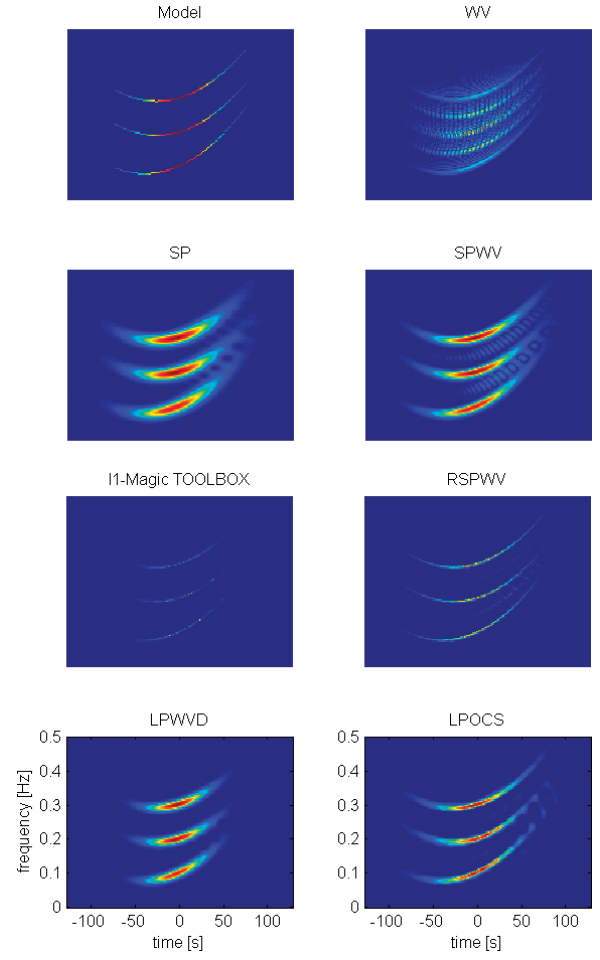 Model
WV
SP
SPWV
l1-Magic TOOLBOX
RSPWV
LPWVD
LPOCS
0.5
0.4
0.3
0.2
0.1
0
frequency [Hz]
-100 -50 0 50 100
time [s]
0.5
0.4
0.3
0.2
0.1
0
-100 -50 0 50 100
time [s]